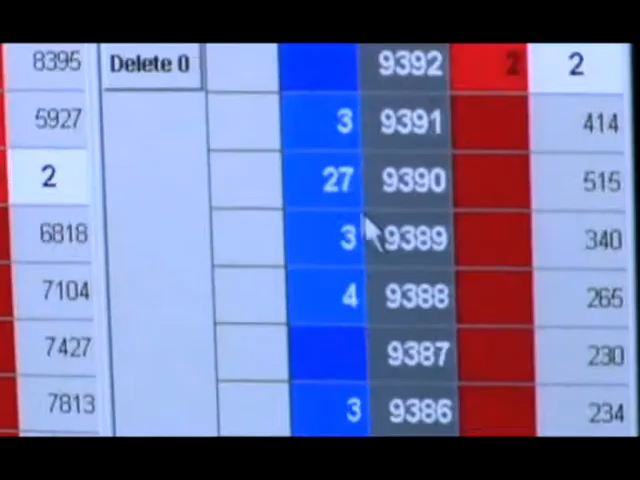 8395 Delete 0 9392 2 2
5927 3 9391 414
2 27 9390 515
6818 3 9389 340
7104 4 9388 265
7427 9387 230
7813 3 9386 234